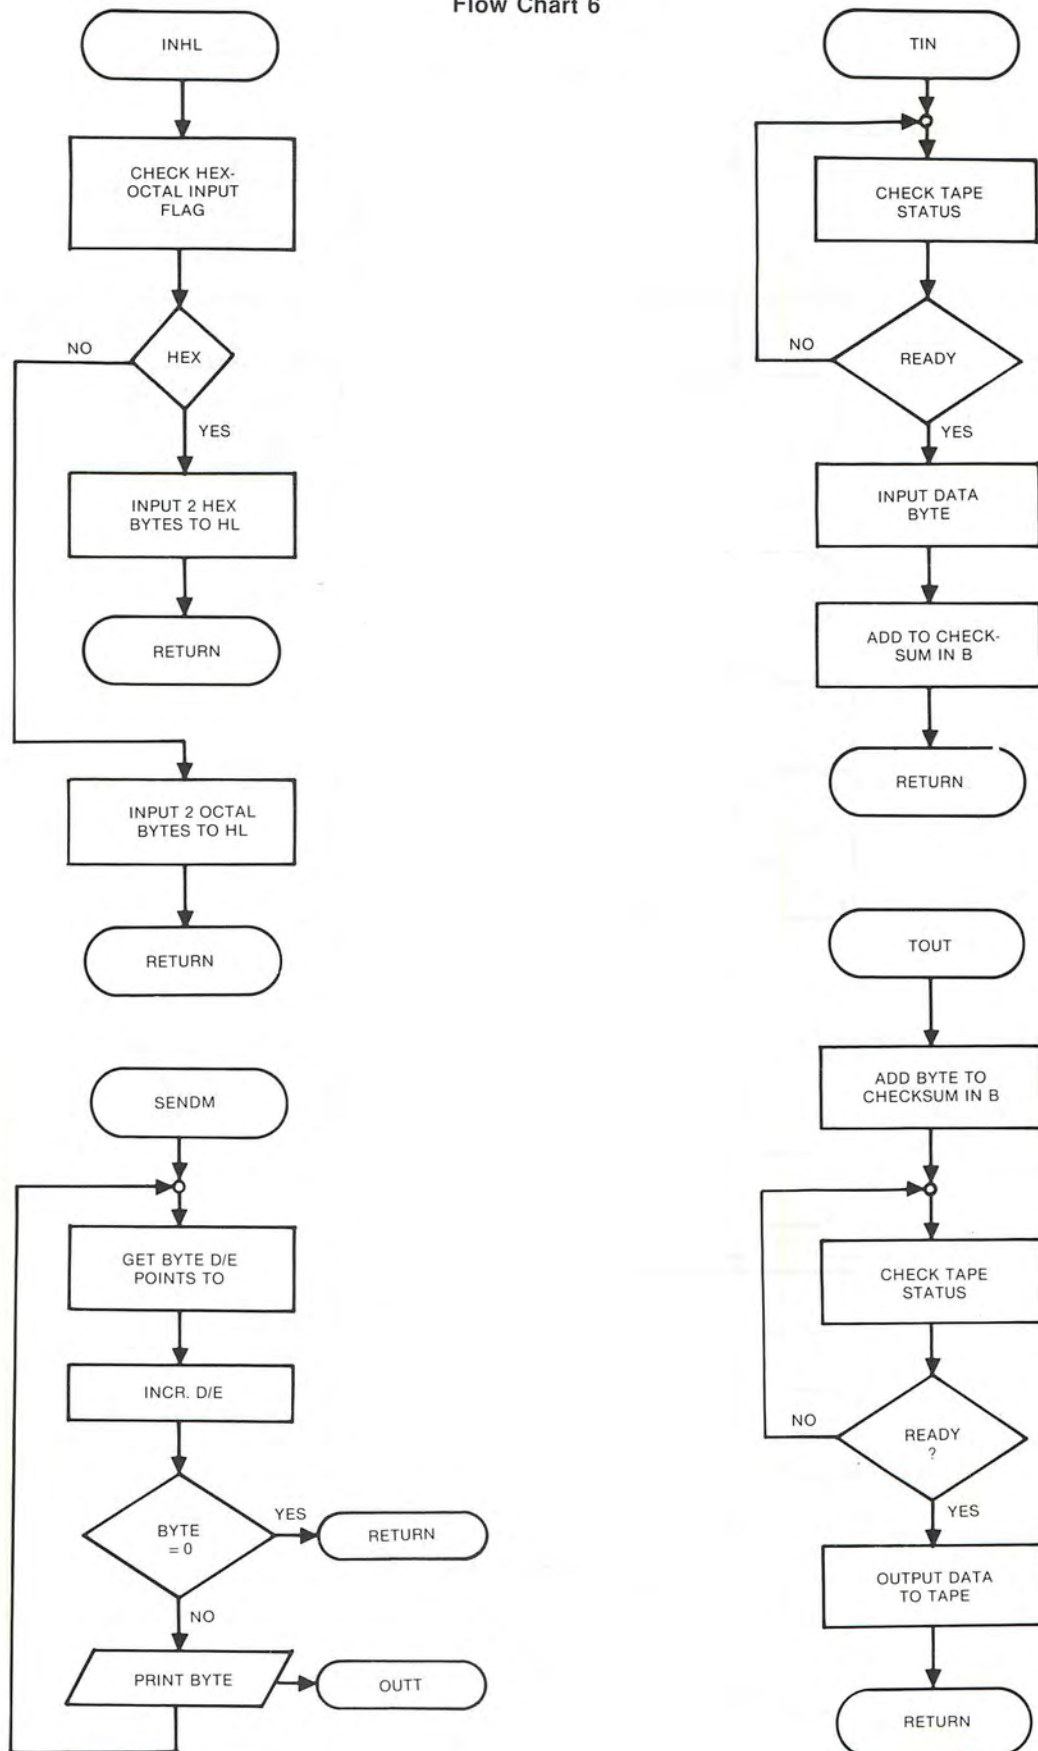 Flow Chart 6
INHL
CHECK HEX-
OCTAL INPUT
FLAG
NO
HEX
YES
INPUT 2 HEX
BYTES TO HL
RETURN
INPUT 2 OCTAL
BYTES TO HL
RETURN
SENDM
GET BYTE D/E
POINTS TO
INCR. D/E
BYTE
= 0
YES
RETURN
NO
PRINT BYTE
OUTT
TIN
CHECK TAPE
STATUS
NO
READY
YES
INPUT DATA
BYTE
ADD TO CHECK-
SUM IN B
RETURN
TOUT
ADD BYTE TO
CHECKSUM IN B
CHECK TAPE
STATUS
NO
READY
?
YES
OUTPUT DATA
TO TAPE
RETURN